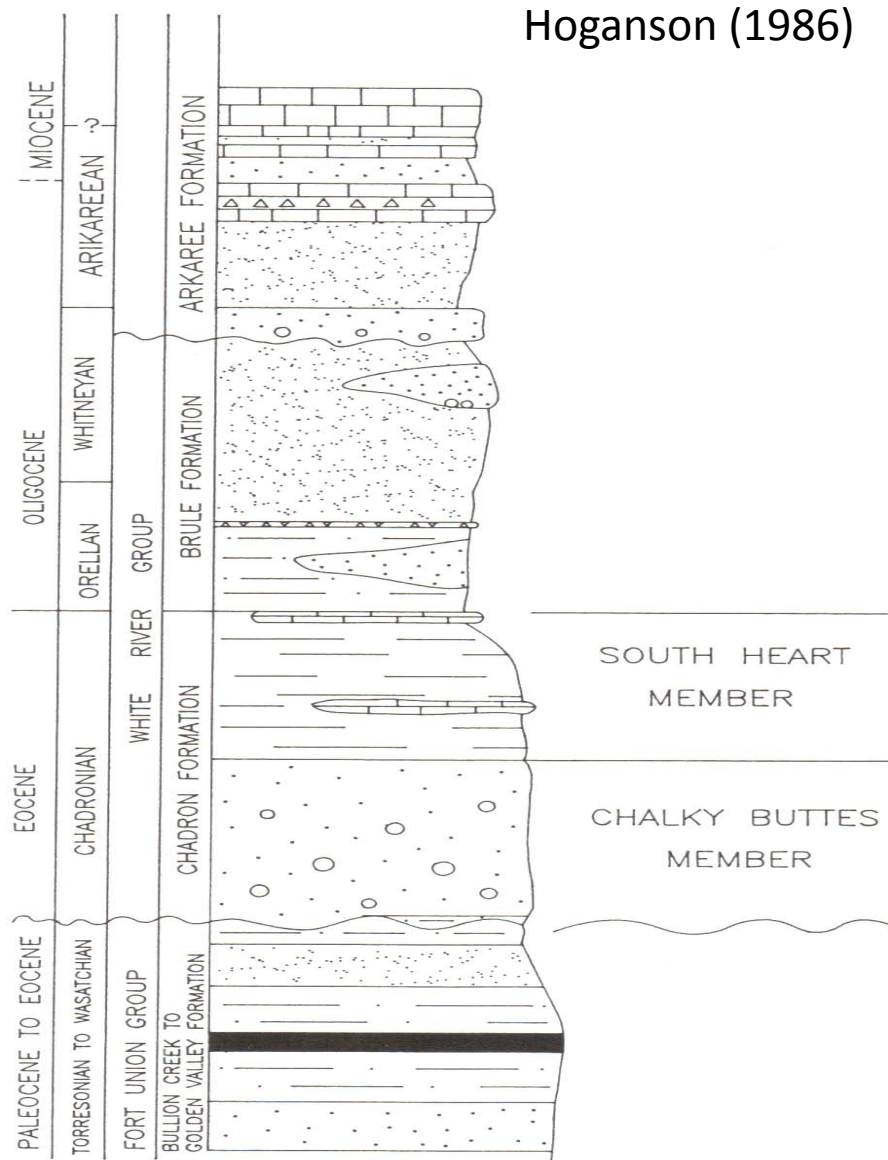 Hoganson (1986)
MIOCENE
?
ARIKAREEAN
ARKAREE FORMATION
OLIGOCENE
WHITNEYAN
ORELLAN
BRULE FORMATION
WHITE RIVER GROUP
EOCENE
CHADRONIAN
CHADRON FORMATION
SOUTH HEART
MEMBER
CHALKY BUTTES
MEMBER
PALEOCENE TO EOCENE
TORRESONIAN TO WASATCHIAN
FORT UNION GROUP
BULLION CREEK TO
GOLDEN VALLEY FORMATION